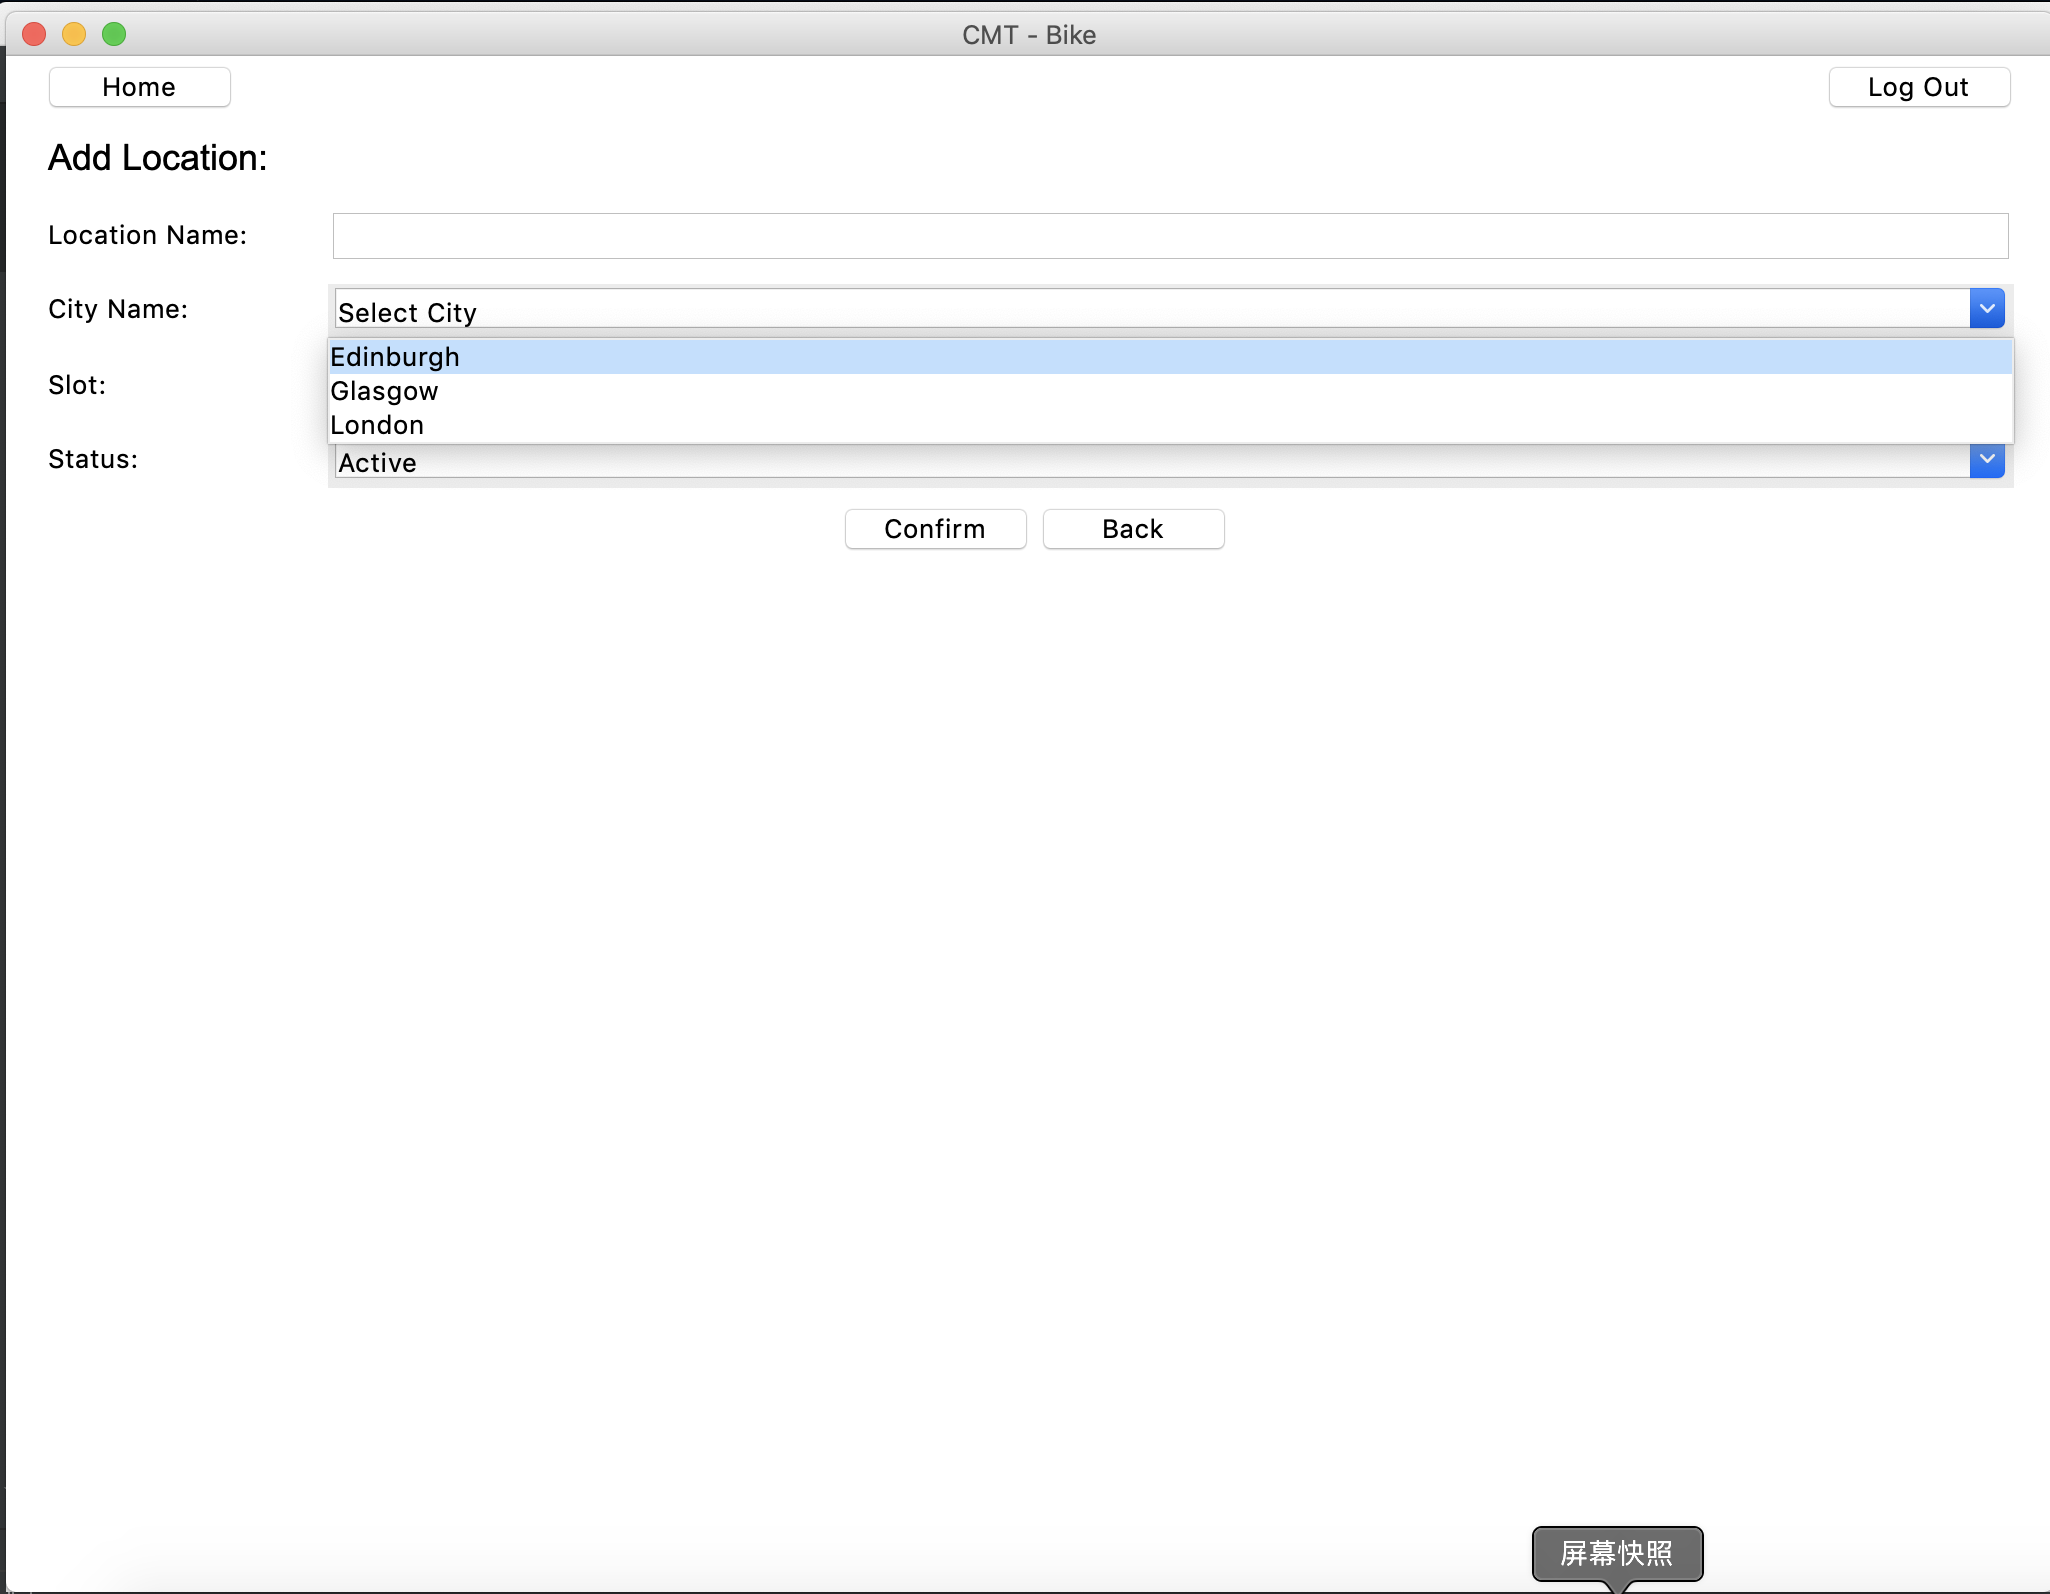 CMT - Bike
Home
Log Out
Add Location:
Location Name:
City Name:
Select City
Edinburgh
Slot:
Glasgow
London
Status:
Active
Confirm
Back
屏幕快照